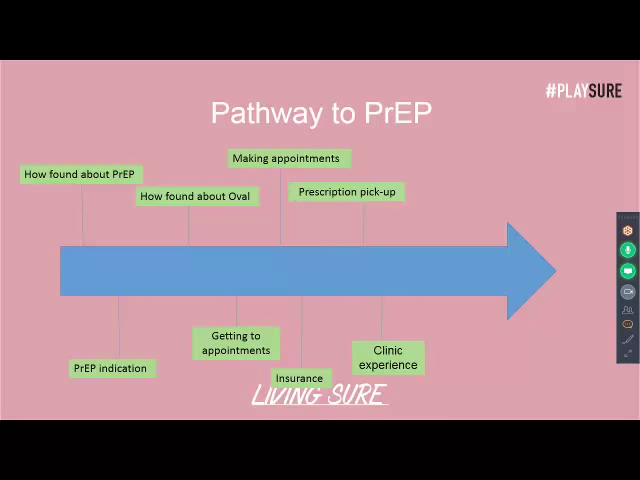 #PLAYSURE
Pathway to PrEP
Making appointments
How found about PrEP
Prescription pick-up
How found about Oval
Getting to
appointments
Clinic
experience
PrEP indication
Insurance
LIVING SURE